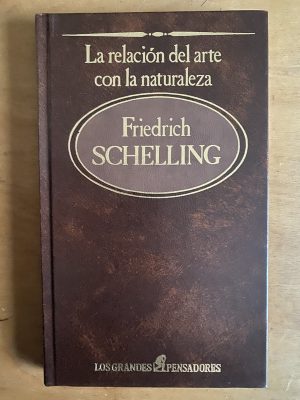 La relación del arte
con la naturaleza
Friedrich
SCHELLING
LOS GRANDES PENSADORES